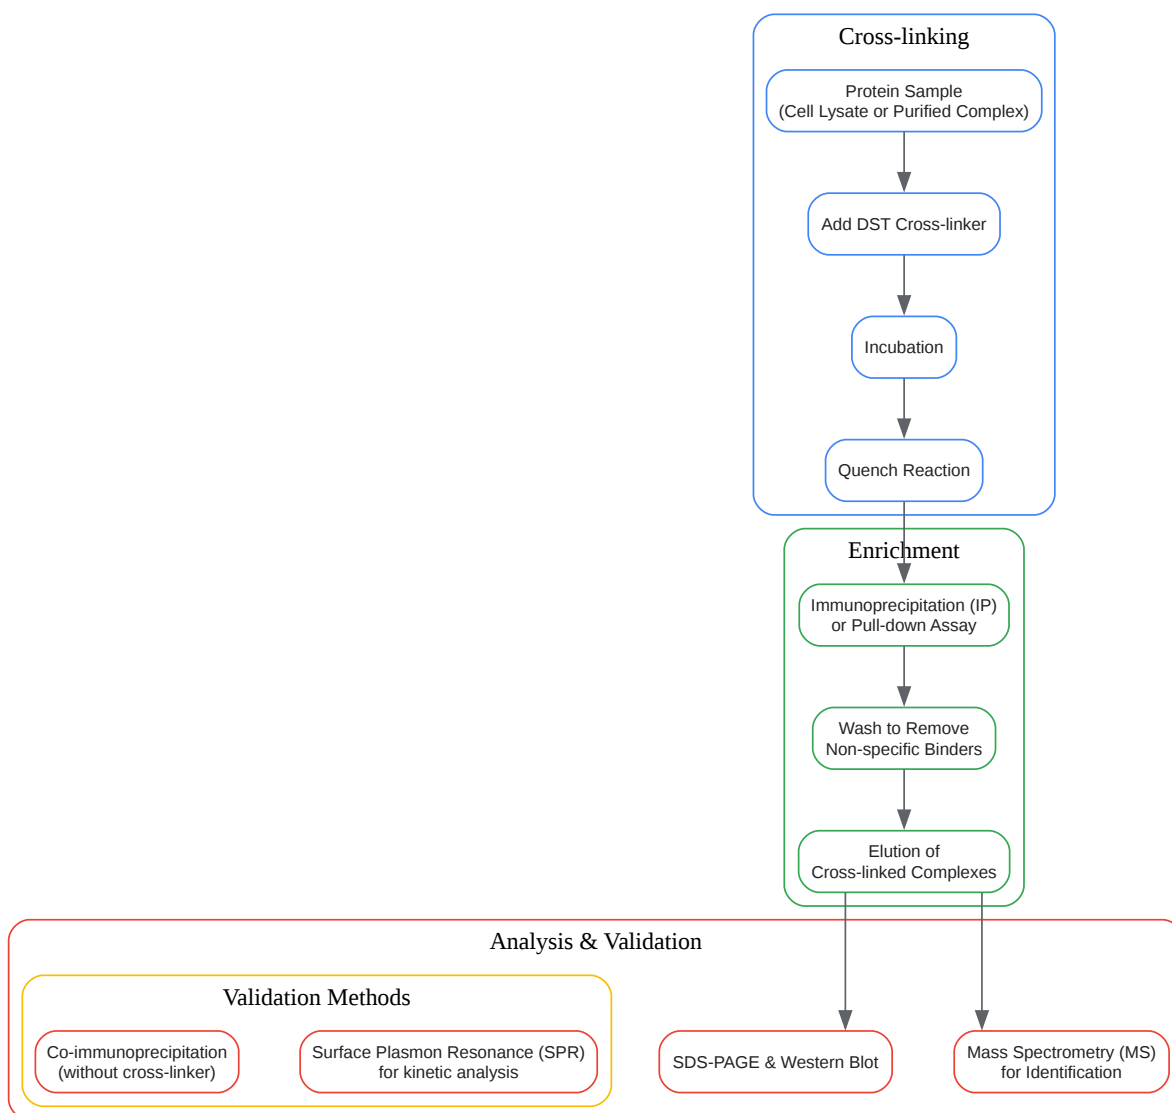 Cross-linking
Protein Sample
(Cell Lysate or Purified Complex)
Add DST Cross-linker
Incubation
Quench Reaction
Enrichment
Immunoprecipitation (IP)
or Pull-down Assay
Wash to Remove
Non-specific Binders
Elution of
Cross-linked Complexes
Analysis & Validation
Validation Methods
Co-immunoprecipitation
(without cross-linker)
Surface Plasmon Resonance (SPR)
for kinetic analysis
SDS-PAGE & Western Blot
Mass Spectrometry (MS)
for Identification